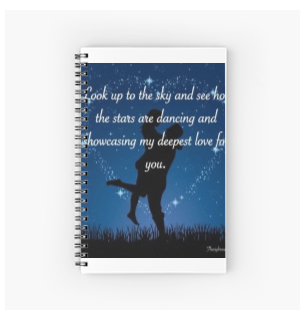 Look up to the sky and see ho
the stars are dancing and
showcasing my deepest love fo
you.